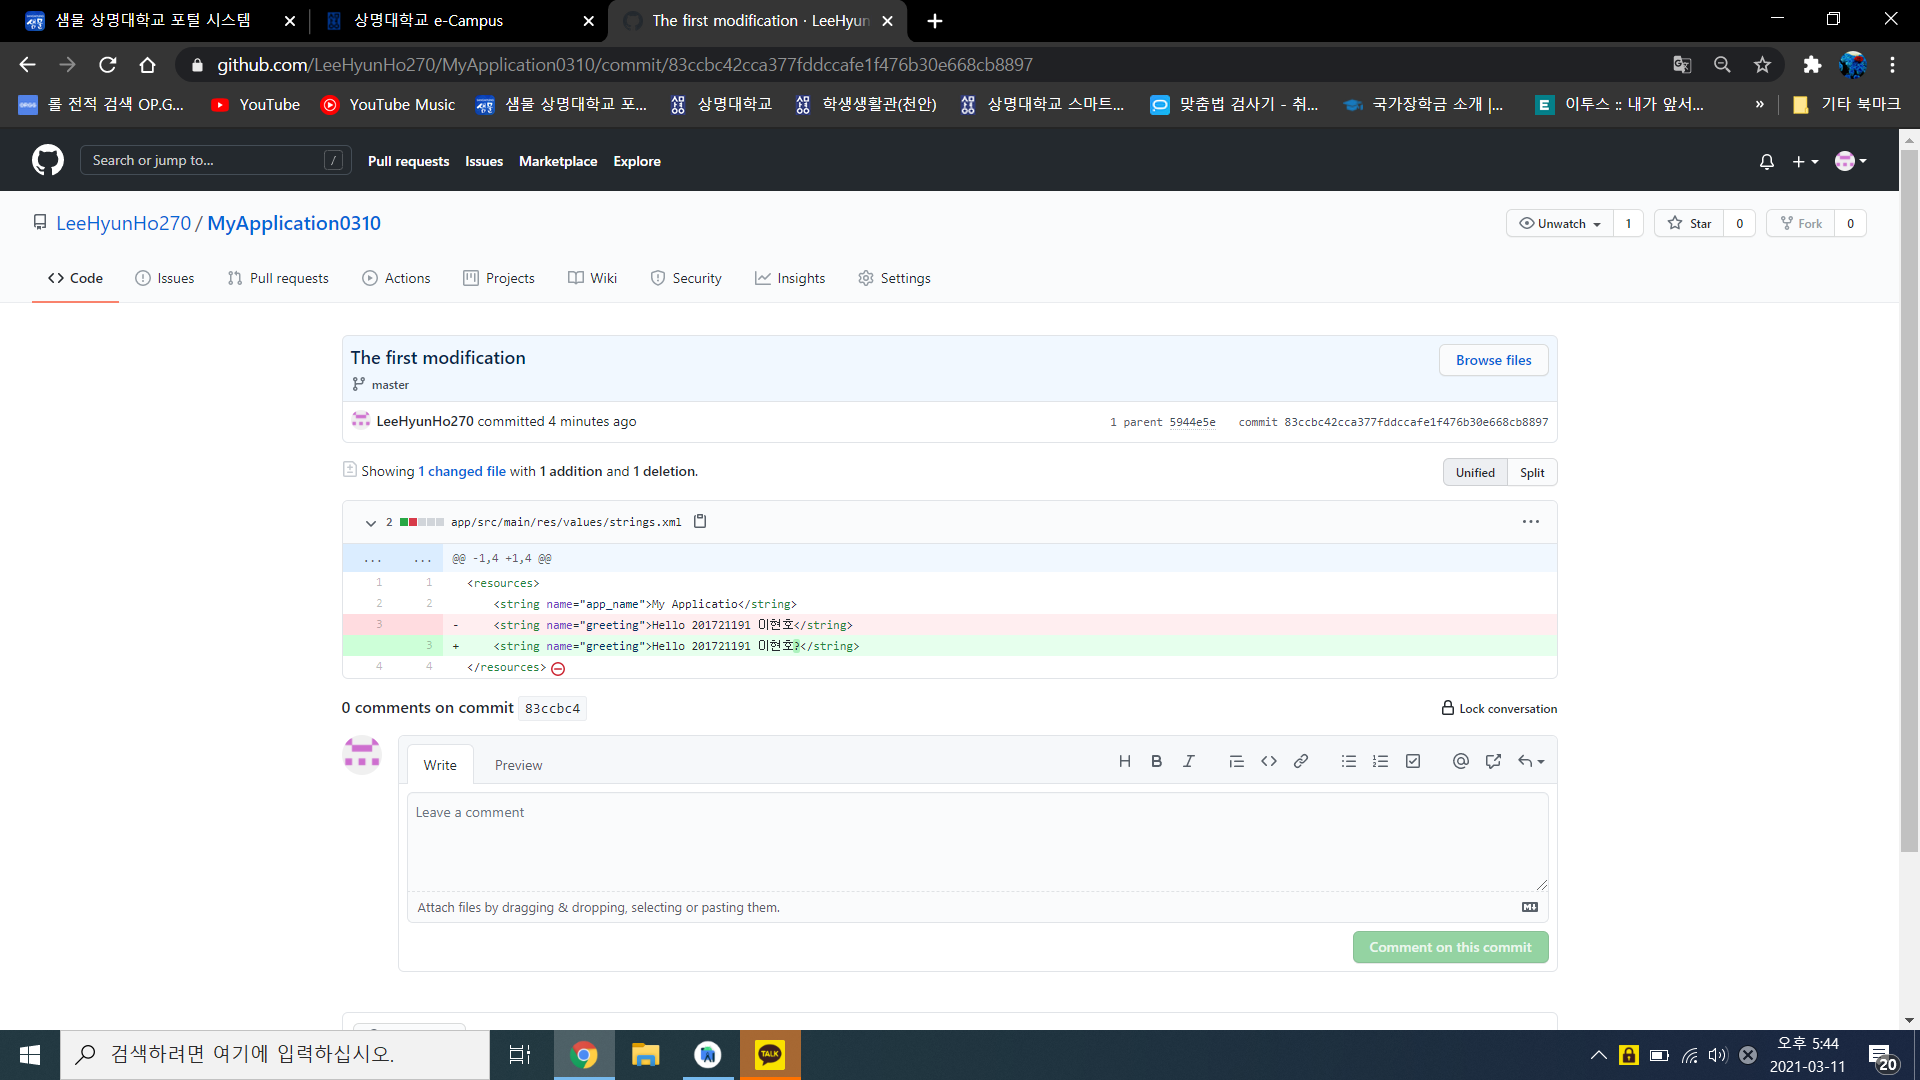 샘물 상명대학교 포털 시스템
상명대학교 e-Campus
The first modification · LeeHyun
github.com/LeeHyunHo270/MyApplication0310/commit/83ccbc42cca377fddccafe1f476b30e668cb8897
롤 전적 검색 OP.G...
YouTube
YouTube Music
샘물 상명대학교 포...
상명대학교
학생생활관(천안)
상명대학교 스마트...
맞춤법 검사기 - 취...
국가장학금 소개 |...
이투스 :: 내가 앞서...
»
기타 북마크
Search or jump to...
/
Pull requests
Issues
Marketplace
Explore
LeeHyunHo270 / MyApplication0310
Unwatch
1
Star
0
Fork
0
Code
Issues
Pull requests
Actions
Projects
Wiki
Security
Insights
Settings
The first modification
Browse files
master
LeeHyunHo270 committed 4 minutes ago
1 parent 5944e5e
commit 83ccbc42cca377fddccafe1f476b30e668cb8897
Showing 1 changed file with 1 addition and 1 deletion.
Unified
Split
2
app/src/main/res/values/strings.xml
...
... ... @@ -1,4 +1,4 @@
1 1 <resources>
2 2 <string name="app_name">My Applicatio</string>
3 - <string name="greeting">Hello 201721191 이현호</string>
3 + <string name="greeting">Hello 201721191 이현호?</string>
4 4 </resources>
0 comments on commit 83ccbc4
Lock conversation
Write
Preview
H B I
Leave a comment
Attach files by dragging & dropping, selecting or pasting them.
Comment on this commit
검색하려면 여기에 입력하십시오.
TALK
오후 5:44
2021-03-11
20